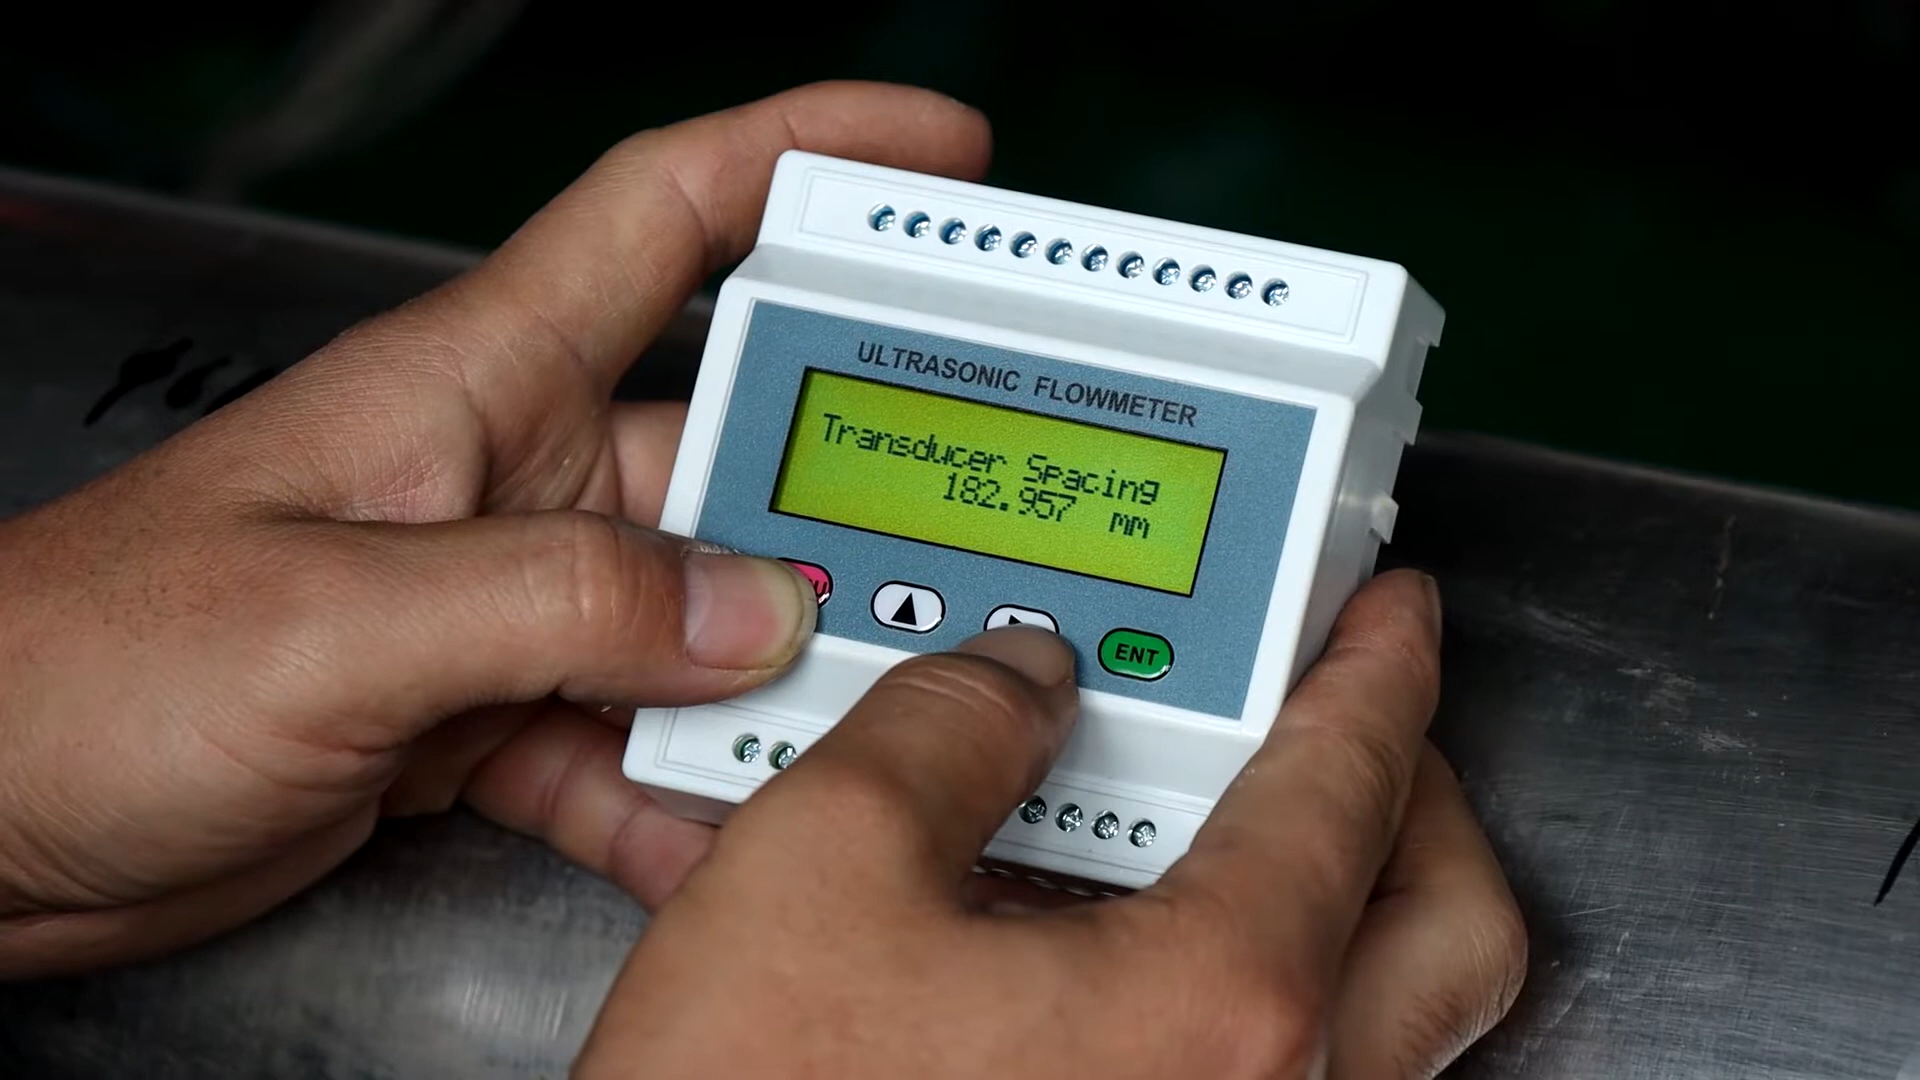 ULTRASONIC FLOWMETER
Transducer Spacing
182.957 mm
ENT